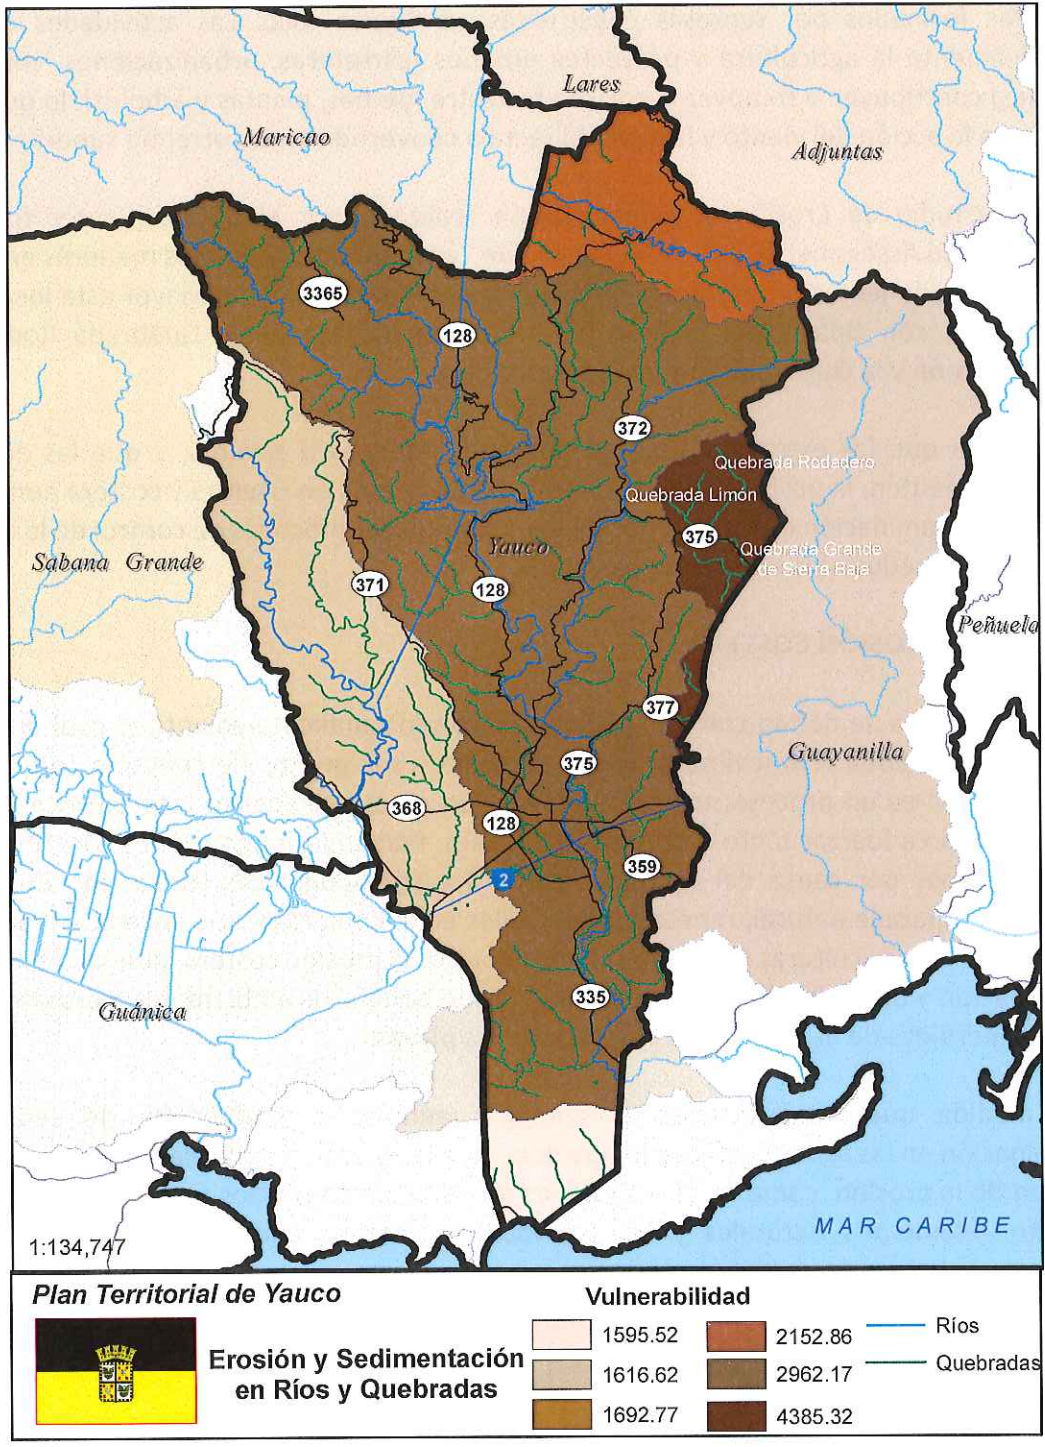 Lares
Maricao
Adjuntas
3365
128
372
Quebrada Rodadero
Quebrada Limón
375
Yauco
Quebrada Grande
de Sierra Baja
Sabana Grande
371
128
Peñuela
377
Guayanilla
375
368
128
359
2
335
Guánica
MAR CARIBE
1:134,747
Plan Territorial de Yauco
Erosión y Sedimentación
en Ríos y Quebradas
Vulnerabilidad
1595.52
1616.62
1692.77
2152.86
2962.17
4385.32
Ríos
Quebradas